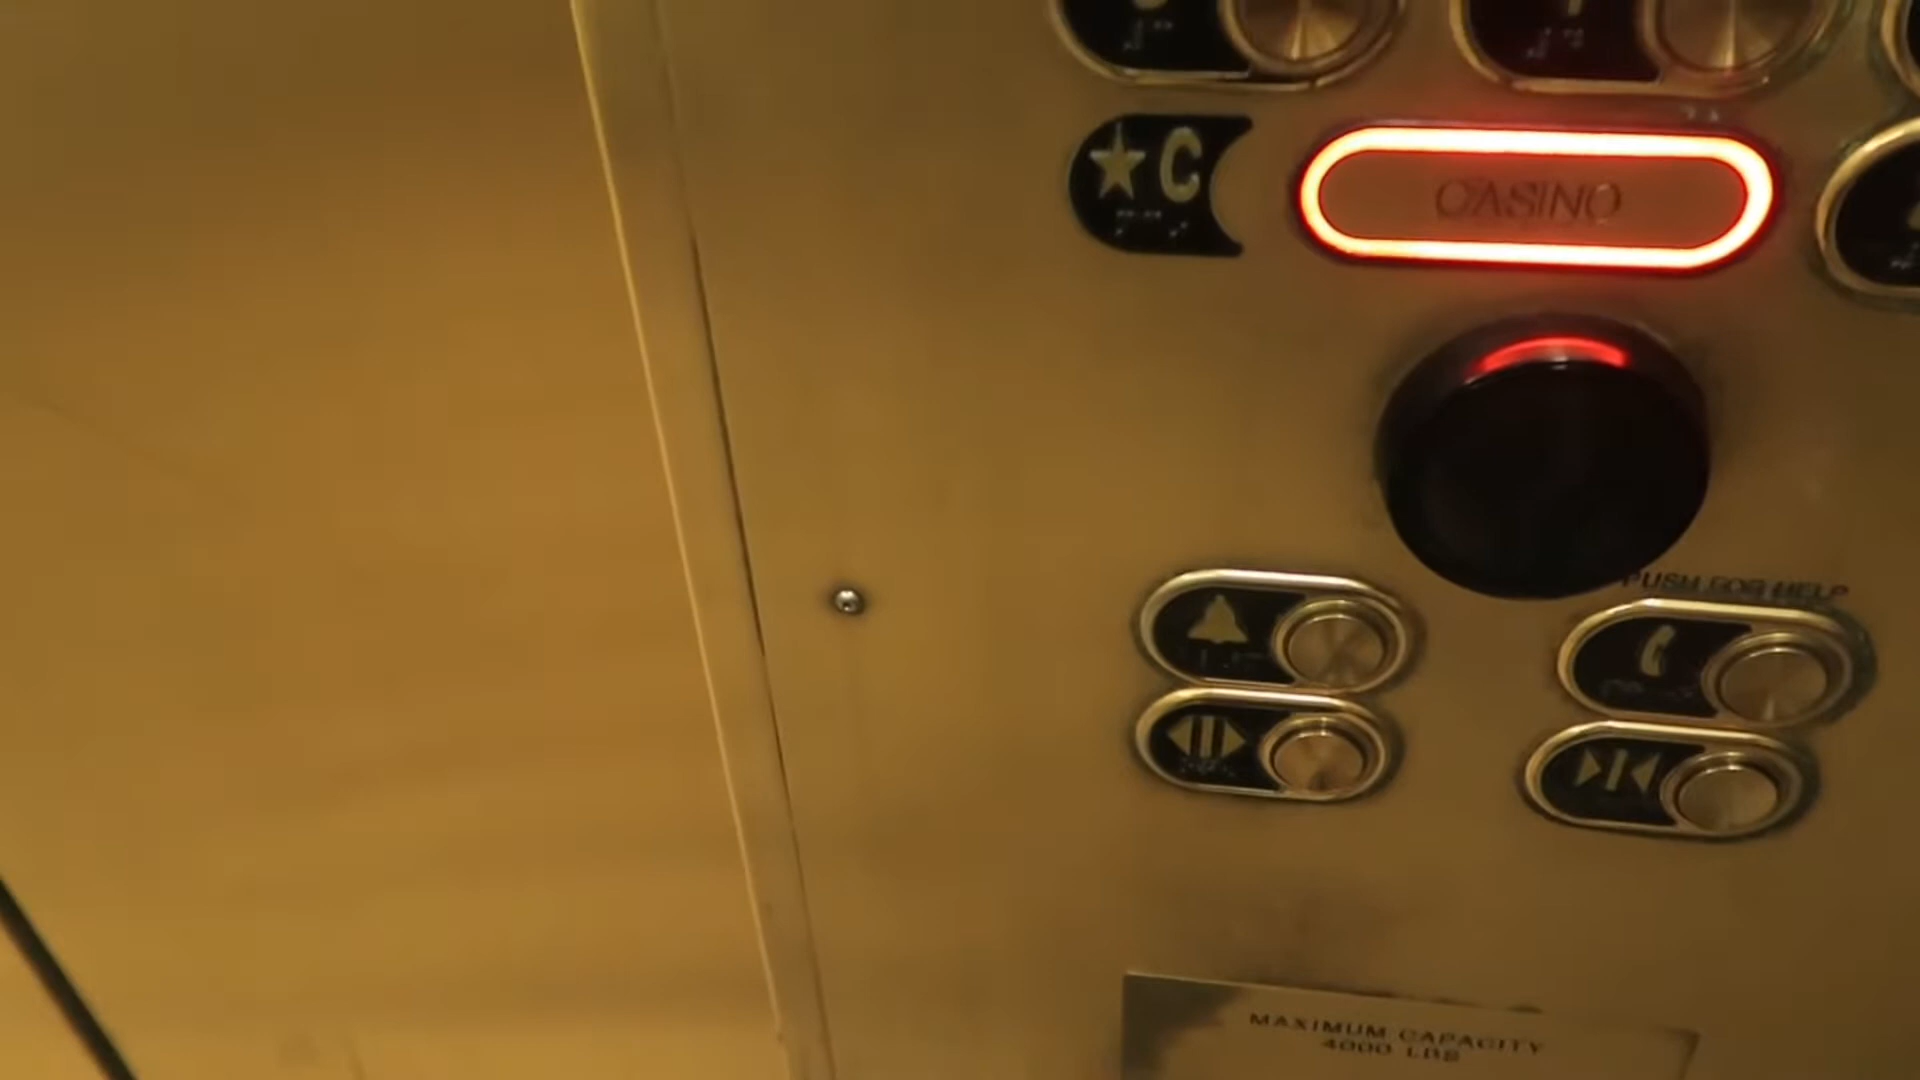 ★ C
CASINO
PUSH FOR HELP
MAXIMUM CAPACITY
4000 LBS